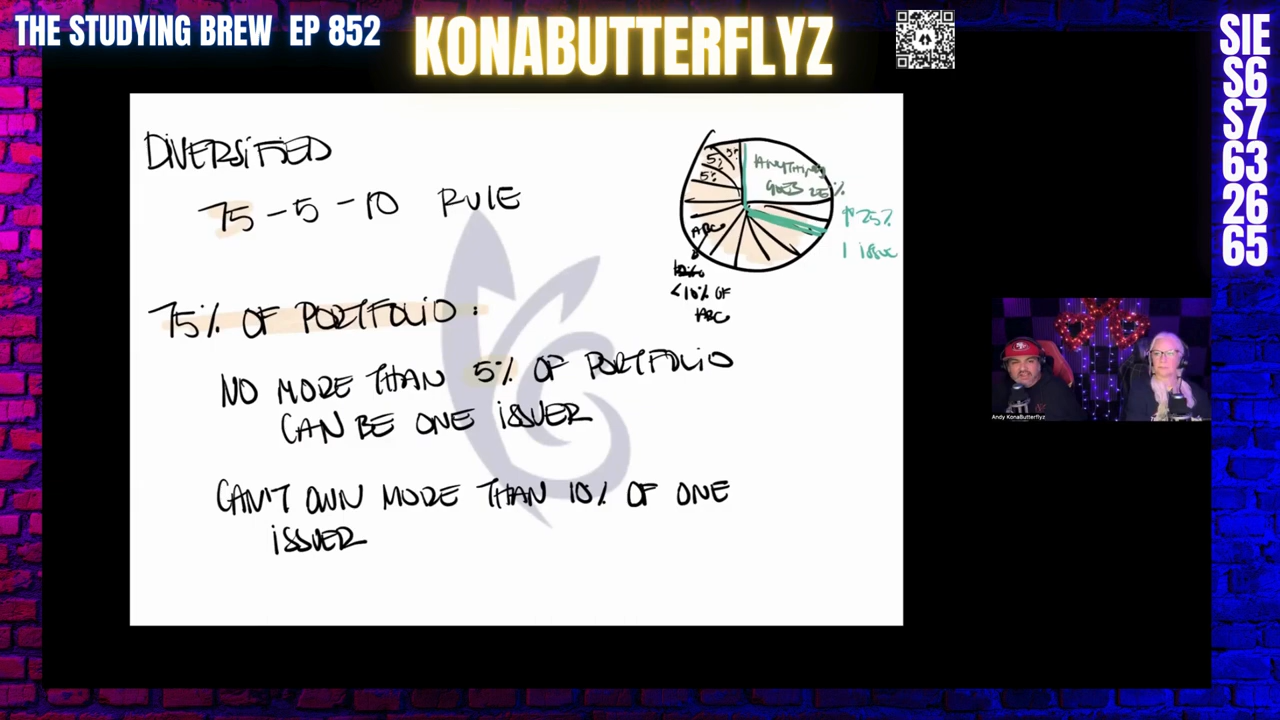 THE STUDYING BREW EP 852
KONABUTTERFLYZ
SIE
S6
S7
63
26
65
DIVERSIFIED
75-5-10 RULE
75% OF PORTFOLIO:
NO MORE THAN 5% OF PORTFOLIO
CAN BE ONE ISSUER
CAN'T OWN MORE THAN 10% OF ONE
ISSUER
5%
5%
5%
ANYTHING
GOES 25%
25%
1 ISSUE
ABC
<10% OF
ABC
Andy KonaButterflyz